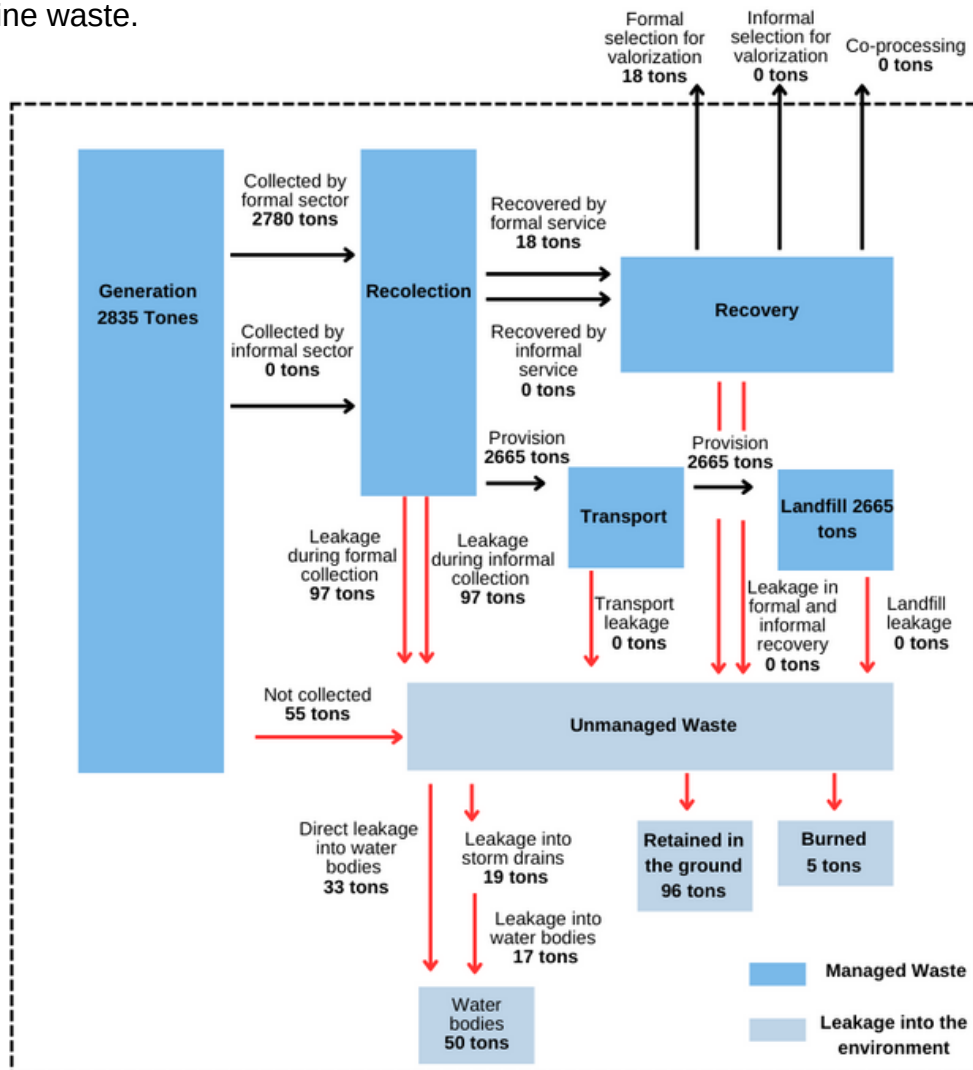 ine waste.
Formal
selection for
valorization
18 tons
Informal
selection for
valorization
0 tons
Co-processing
0 tons
Generation
2835 Tones
Collected by
formal sector
2780 tons
Collected by
informal sector
0 tons
Recolection
Recovered by
formal service
18 tons
Recovered by
informal
service
0 tons
Recovery
Provision
2665 tons
Transport
Provision
2665 tons
Landfill 2665
tons
Leakage
during formal
collection
97 tons
Leakage
during informal
collection
97 tons
Transport
leakage
0 tons
Leakage in
formal and
informal
recovery
0 tons
Landfill
leakage
0 tons
Not collected
55 tons
Unmanaged Waste
Direct leakage
into water
bodies
33 tons
Leakage into
storm drains
19 tons
Leakage into
water bodies
17 tons
Retained in
the ground
96 tons
Burned
5 tons
Water
bodies
50 tons
Managed Waste
Leakage into the
environment